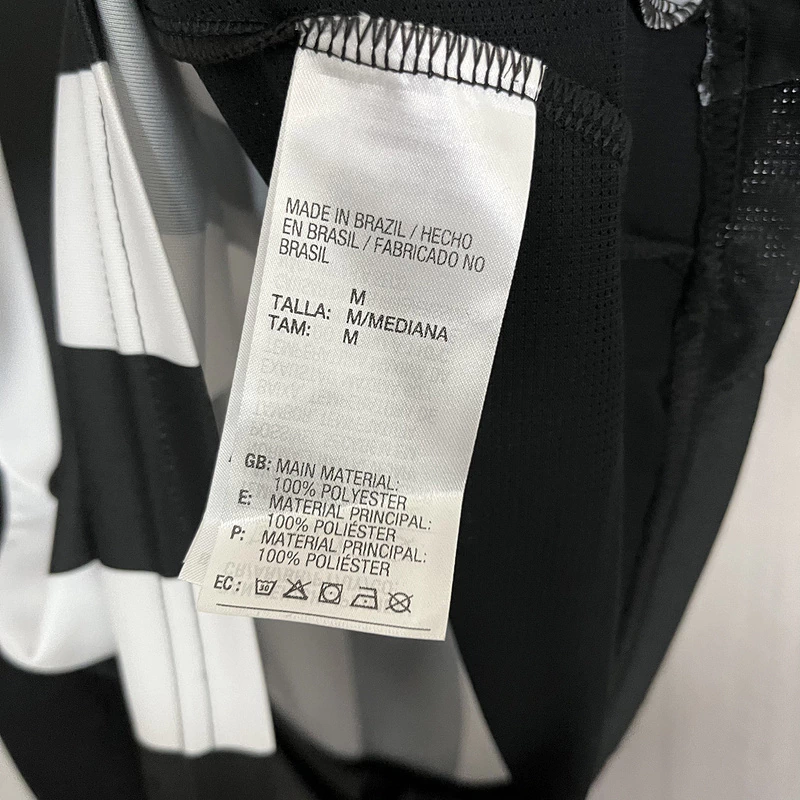 MADE IN BRAZIL / HECHO
EN BRASIL / FABRICADO NO
BRASIL
M
TALLA: M/MEDIANA
TAM: M
GB: MAIN MATERIAL:
100% POLYESTER
E: MATERIAL PRINCIPAL:
100% POLIÉSTER
P: MATERIAL PRINCIPAL:
100% POLIÉSTER
EC: 30